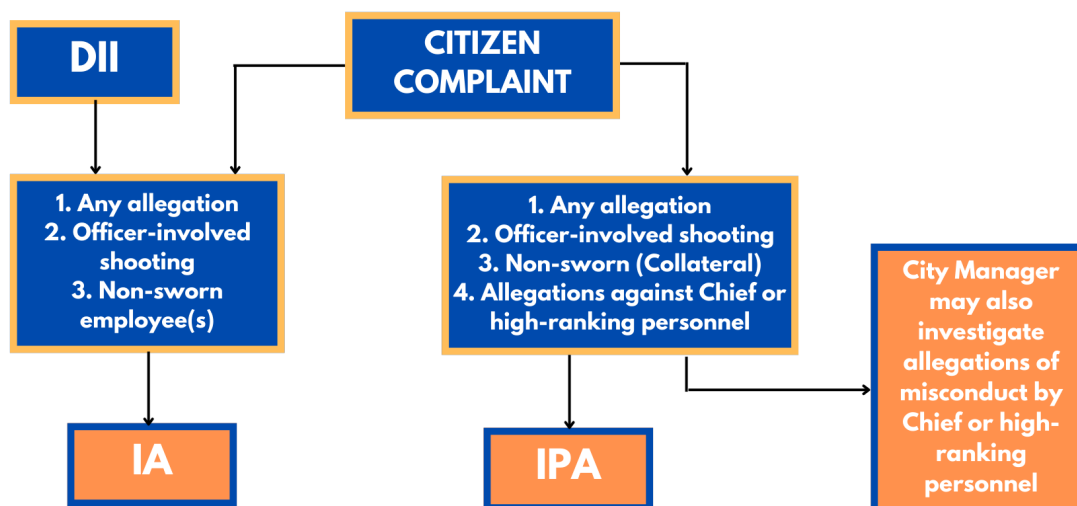 DII
CITIZEN
COMPLAINT
1. Any allegation
2. Officer-involved
shooting
3. Non-sworn
employee(s)
1. Any allegation
2. Officer-involved shooting
3. Non-sworn (Collateral)
4. Allegations against Chief or
high-ranking personnel
City Manager
may also
investigate
allegations of
misconduct by
Chief or high-
ranking
personnel
IA
IPA